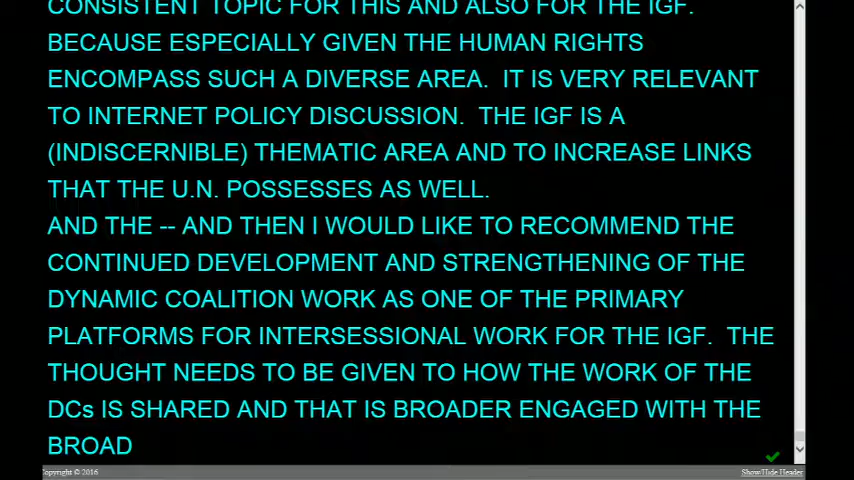 CONSISTENT TOPIC FOR THIS AND ALSO FOR THE IGF.
BECAUSE ESPECIALLY GIVEN THE HUMAN RIGHTS
ENCOMPASS SUCH A DIVERSE AREA.  IT IS VERY RELEVANT
TO INTERNET POLICY DISCUSSION.  THE IGF IS A
(INDISCERNIBLE) THEMATIC AREA AND TO INCREASE LINKS
THAT THE U.N. POSSESSES AS WELL.
AND THE -- AND THEN I WOULD LIKE TO RECOMMEND THE
CONTINUED DEVELOPMENT AND STRENGTHENING OF THE
DYNAMIC COALITION WORK AS ONE OF THE PRIMARY
PLATFORMS FOR INTERSESSIONAL WORK FOR THE IGF.  THE
THOUGHT NEEDS TO BE GIVEN TO HOW THE WORK OF THE
DCs IS SHARED AND THAT IS BROADER ENGAGED WITH THE
BROAD
Copyright © 2016
Show/Hide Header